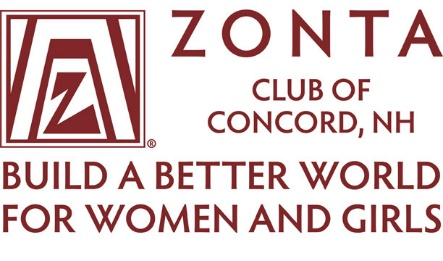 ZONTA
CLUB OF
CONCORD, NH
®
BUILD A BETTER WORLD
FOR WOMEN AND GIRLS